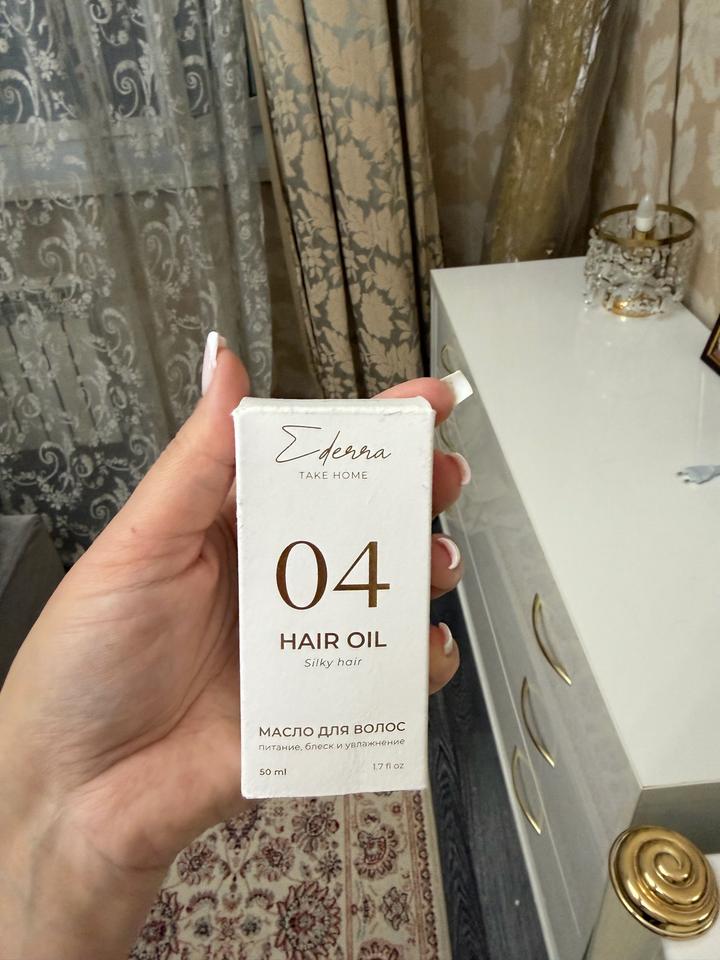 Ederra
TAKE HOME
04
HAIR OIL
Silky hair
МАСЛО ДЛЯ ВОЛОС
питание, блеск и увлажнение
50 ml 1.7 fl oz